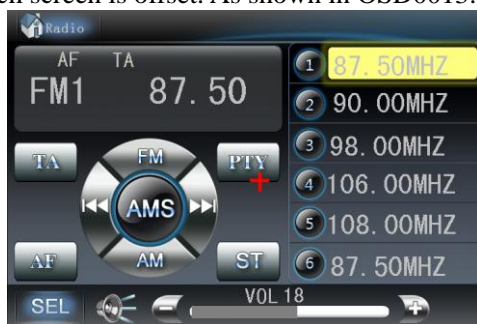 en screen is offset. As shown in OSD0013.
Radio
AF TA
FM1 87.50
TA
FM
PTY
AMS
AF
AM
ST
1 87.50MHZ
2 90.00MHZ
3 98.00MHZ
4 106.00MHZ
5 108.00MHZ
6 87.50MHZ
SEL
VOL 18